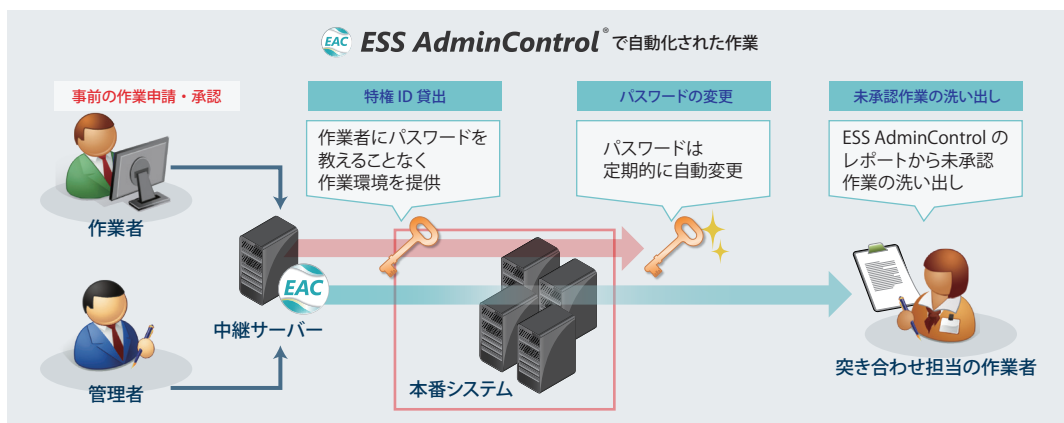 EAC ESS AdminControl® で自動化された作業
事前の作業申請・承認
特権 ID 貸出
パスワードの変更
未承認作業の洗い出し
作業者にパスワードを
教えることなく
作業環境を提供
パスワードは
定期的に自動変更
ESS AdminControl の
レポートから未承認
作業の洗い出し
作業者
EAC
中継サーバー
管理者
本番システム
突き合わせ担当の作業者